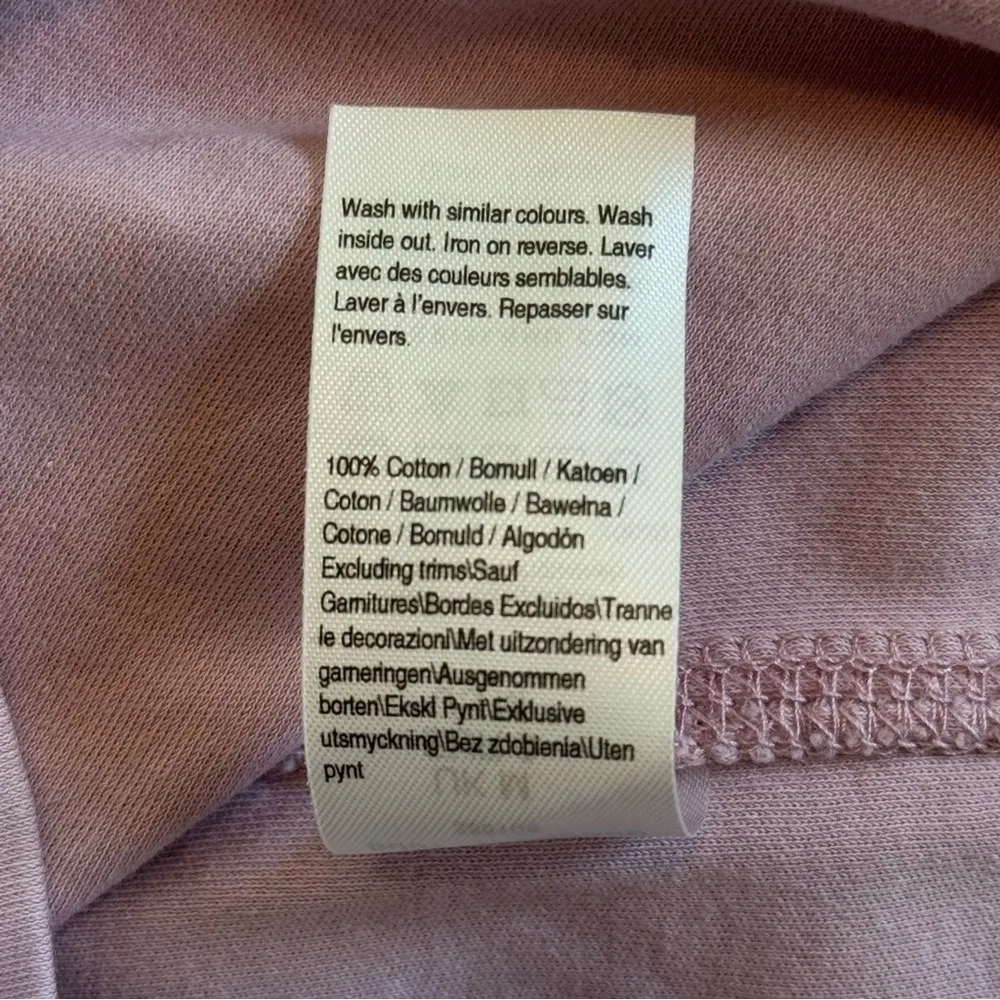 Wash with similar colours. Wash
inside out. Iron on reverse. Laver
avec des couleurs semblables.
Laver à l'envers. Repasser sur
l'envers.
100% Cotton / Bomull / Katoen /
Coton / Baumwolle / Bawełna /
Cotone / Bomuld / Algodón
Excluding trims\Sauf
Garnitures\Bordes Excluidos\Tranne
le decorazioni\Met uitzondering van
garneringen\Ausgenommen
borten\Ekskl Pynt\Exklusive
utsmyckning\Bez zdobienia\Uten
pynt